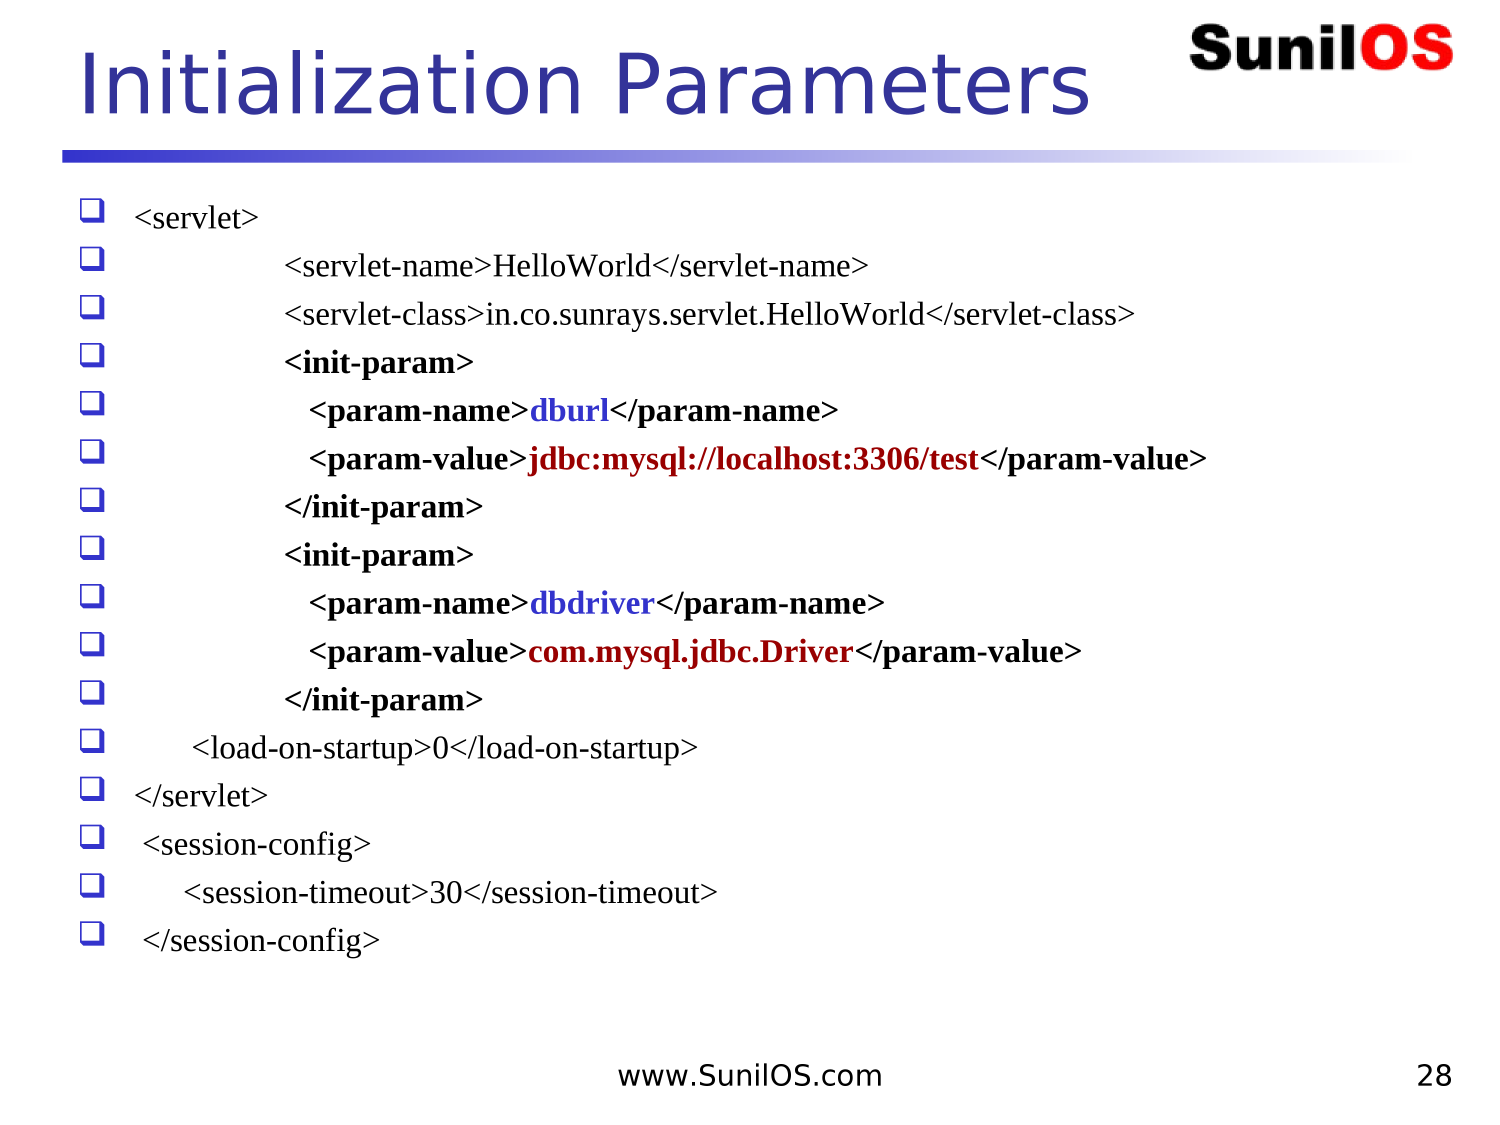 Initialization Parameters
SunilOS
<servlet>
<servlet-name>HelloWorld</servlet-name>
<servlet-class>in.co.sunrays.servlet.HelloWorld</servlet-class>
<init-param>
<param-name>dburl</param-name>
<param-value>jdbc:mysql://localhost:3306/test</param-value>
</init-param>
<init-param>
<param-name>dbdriver</param-name>
<param-value>com.mysql.jdbc.Driver</param-value>
</init-param>
<load-on-startup>0</load-on-startup>
</servlet>
<session-config>
<session-timeout>30</session-timeout>
</session-config>
www.SunilOS.com
28